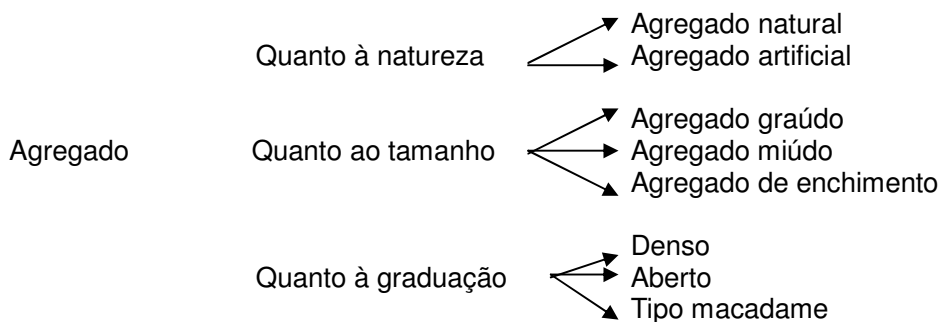 Agregado
Quanto à natureza
Agregado natural
Agregado artificial
Quanto ao tamanho
Agregado graúdo
Agregado miúdo
Agregado de enchimento
Quanto à graduação
Denso
Aberto
Tipo macadame